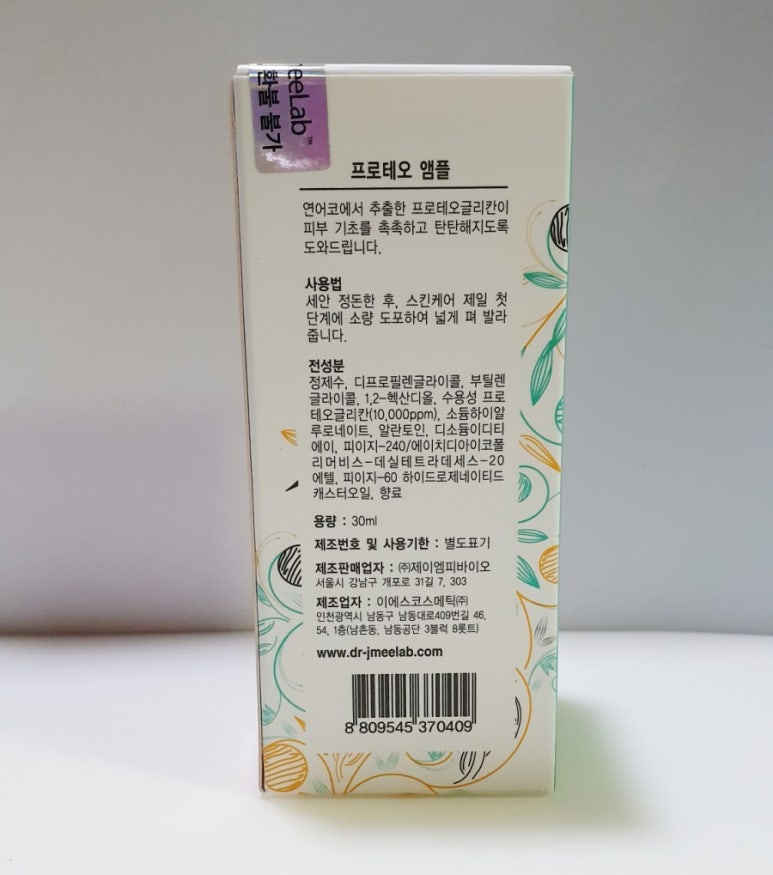 meeLab™
환불 불가
프로테오 앰플
연어코에서 추출한 프로테오글리칸이
피부 기초를 촉촉하고 탄탄해지도록
도와드립니다.
사용법
세안 정돈한 후, 스킨케어 제일 첫
단계에 소량 도포하여 넓게 펴 발라
줍니다.
전성분
정제수, 디프로필렌글라이콜, 부틸렌
글라이콜, 1,2-헥산디올, 수용성 프로
테오글리칸(10,000ppm), 소듐하이알
루로네이트, 알란토인, 디소듐이디티
에이, 피이지-240/에이치디아이코폴
리머비스-데실테트라데세스-20
에텔, 피이지-60 하이드로제네이티드
캐스터오일, 향료
용량 : 30ml
제조번호 및 사용기한 : 별도표기
제조판매업자 : ㈜제이엠피바이오
서울시 강남구 개포로 31길 7, 303
제조업자 : 이에스코스메틱㈜
인천광역시 남동구 남동대로409번길 46,
54, 1층(남촌동, 남동공단 3블럭 8롯트)
www.dr-jmeelab.com
8 809545 370409